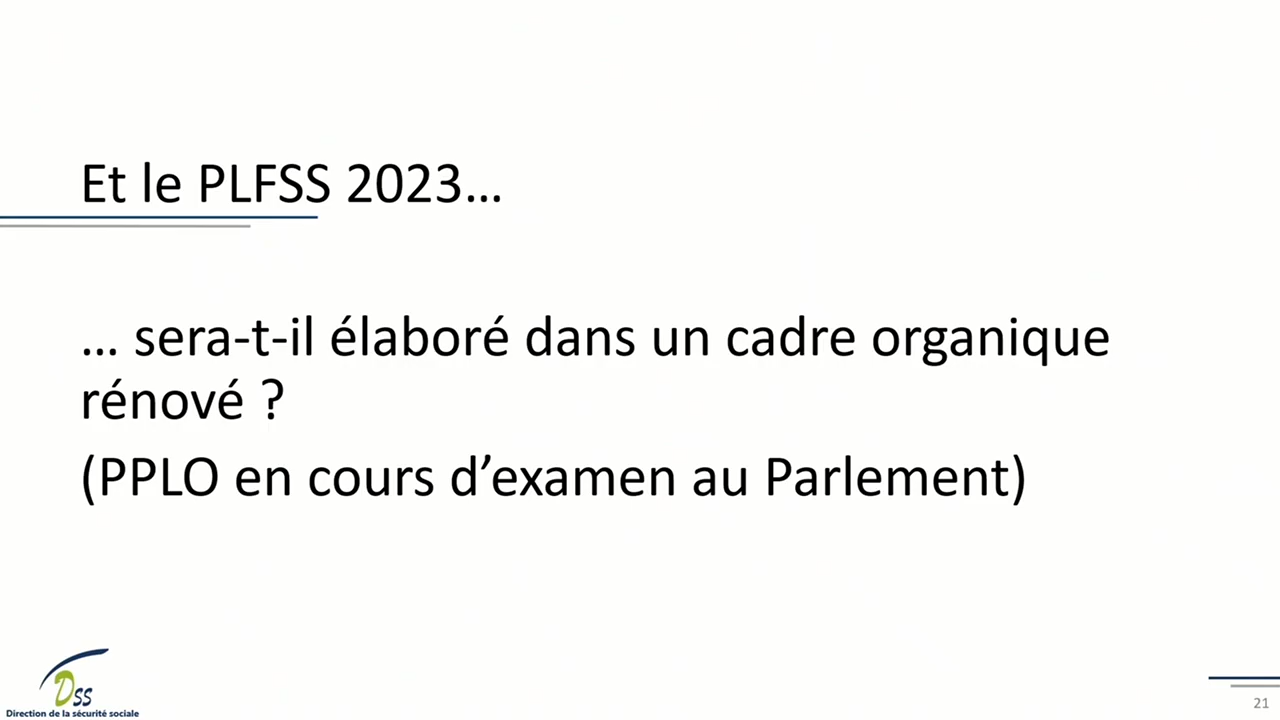 Et le PLFSS 2023…
… sera-t-il élaboré dans un cadre organique
rénové ?
(PPLO en cours d’examen au Parlement)
DSS
Direction de la sécurité sociale
21